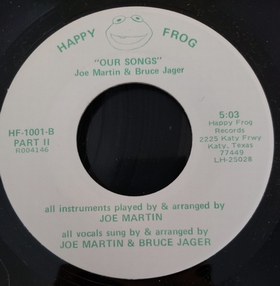 HAPPY FROG
"OUR SONGS"
Joe Martin & Bruce Jager
HF-1001-B
PART II
R004146
5:03
Happy Frog
Records
2225 Katy Frwy
Katy, Texas
77449
LH-25028
all instruments played by & arranged by
JOE MARTIN
all vocals sung by & arranged by
JOE MARTIN & BRUCE JAGER